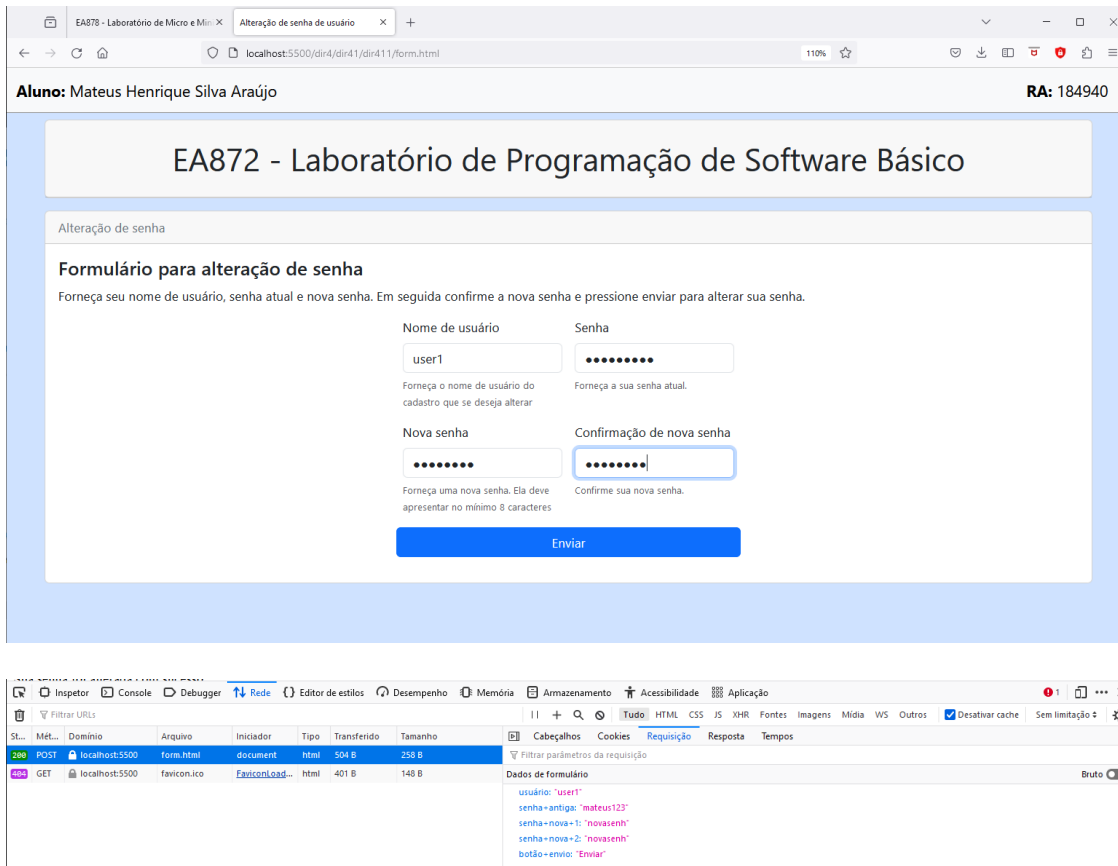 EA878 - Laboratório de Micro e Min
Alteração de senha de usuário
localhost:5500/dir4/dir41/dir411/form.html
110%
Aluno: Mateus Henrique Silva Araújo
RA: 184940
EA872 - Laboratório de Programação de Software Básico
Alteração de senha
Formulário para alteração de senha
Forneça seu nome de usuário, senha atual e nova senha. Em seguida confirme a nova senha e pressione enviar para alterar sua senha.
Nome de usuário Senha
user1 •••••••••
Forneça o nome de usuário do Forneça a sua senha atual.
cadastro que se deseja alterar
Nova senha Confirmação de nova senha
•••••••• ••••••••
Forneça uma nova senha. Ela deve Confirme sua nova senha.
apresentar no mínimo 8 caracteres
Enviar
Inspetor Console Debugger Rede Editor de estilos Desempenho Memória Armazenamento Acessibilidade Aplicação 1
Filtrar URLs Tudo HTML CSS JS XHR Fontes Imagens Mídia WS Outros Desativar cache Sem limitação
St... Mét... Domínio Arquivo Iniciador Tipo Transferido Tamanho Cabeçalhos Cookies Requisição Resposta Tempos
200 POST localhost:5500 form.html document html 504 B 258 B Filtrar parâmetros da requisição
404 GET localhost:5500 favicon.ico FaviconLoad... html 401 B 148 B Dados de formulário Bruto
usuário: "user1"
senha+antiga: "mateus123"
senha+nova+1: "novasenh"
senha+nova+2: "novasenh"
botão+envio: "Enviar"